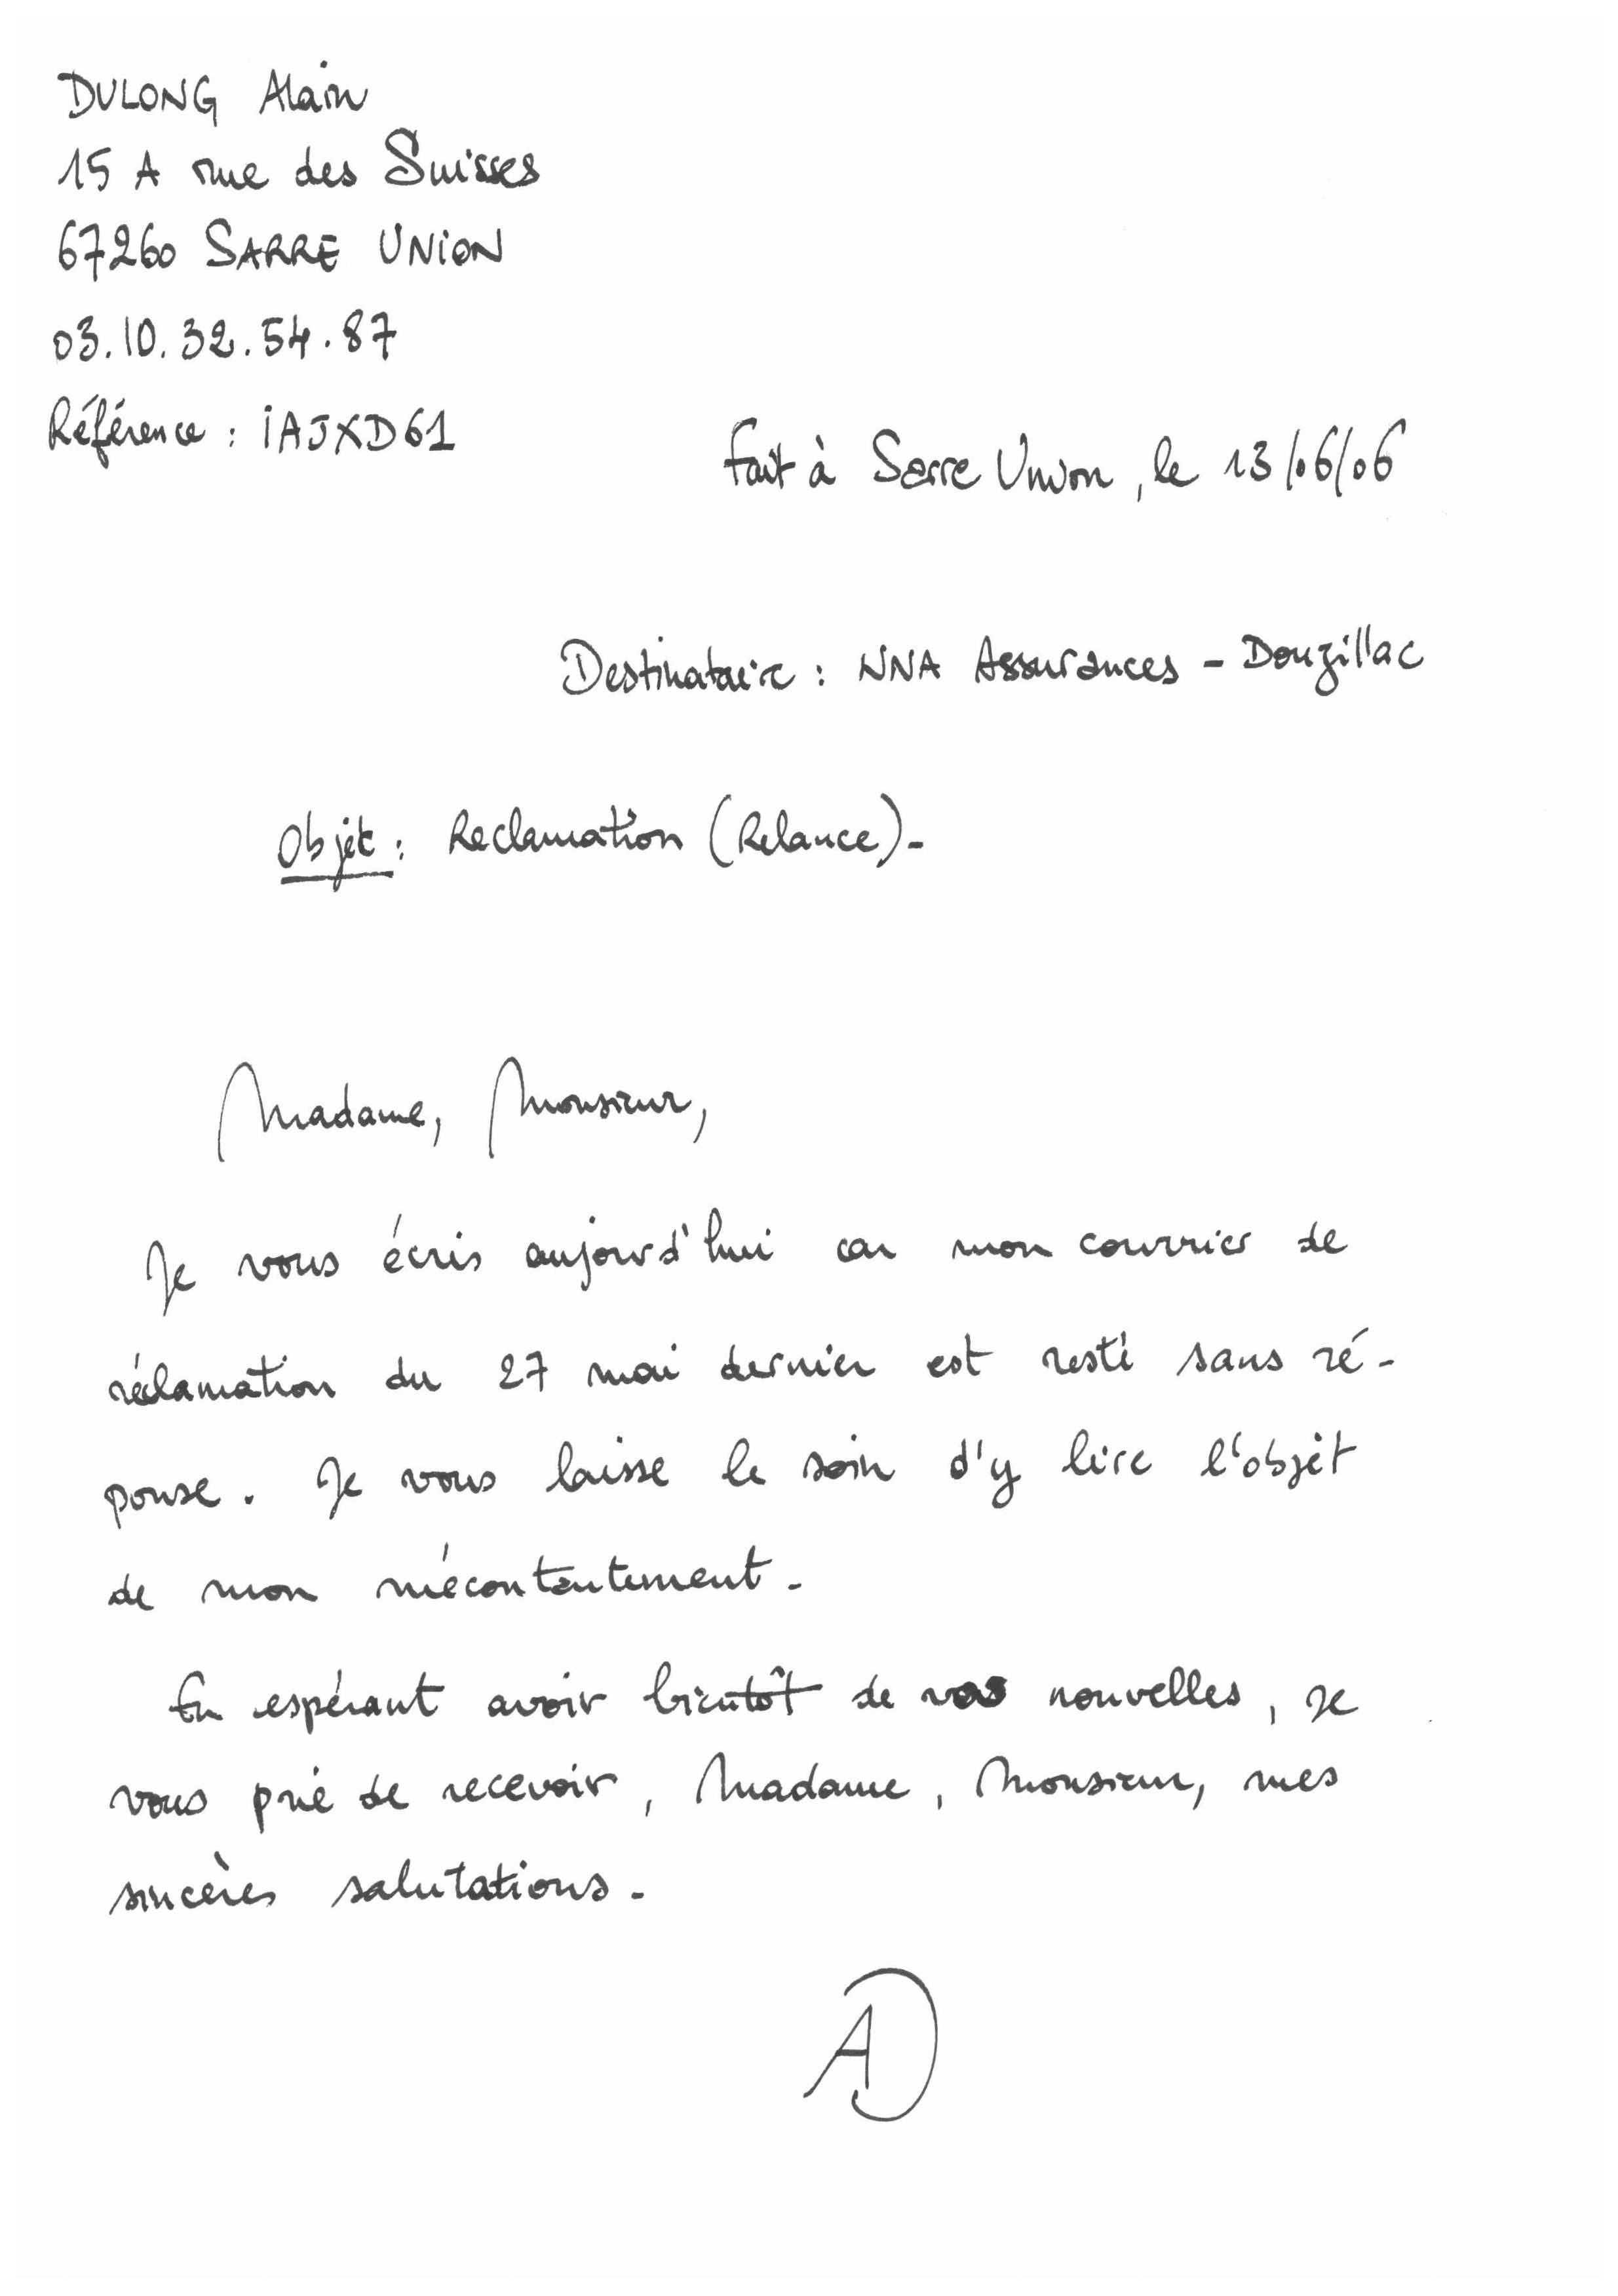 DULONG Alain
15 A rue des Suisses
67260 SARRE UNION
03.10.32.54.87
Référence : iAJXD61
Fait à Sarre Union, le 13/06/06
Destinataire : NNA Assurances - Douzillac
Objet : Reclamation (Relance)-
Madame, Monsieur,
Je vous écris aujourd'hui car mon courrier de
réclamation du 27 mai dernier est resté sans ré-
ponse. Je vous laisse le soin d'y lire l'objet
de mon mécontentement.
En espérant avoir bientôt de vos nouvelles, je
vous prie de recevoir, Madame, Monsieur, mes
sincères salutations.
AD